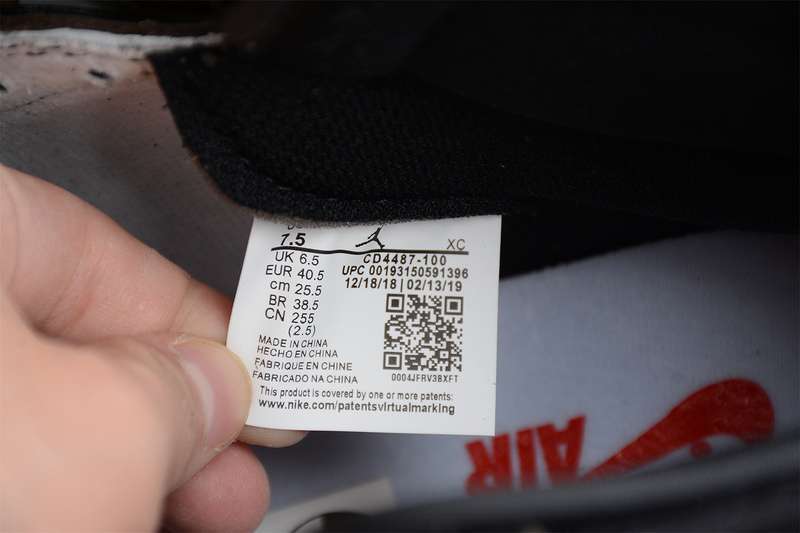 7.5
XC
UK 6.5
EUR 40.5
cm 25.5
BR 38.5
CN 255
(2.5)
CD4487-100
UPC 00193150591396
12/18/18 | 02/13/19
0004JFRV3BXFT
MADE IN CHINA
HECHO EN CHINA
FABRIQUE EN CHINE
FABRICADO NA CHINA
This product is covered by one or more patents:
www.nike.com/patentsvirtualmarking
AIR